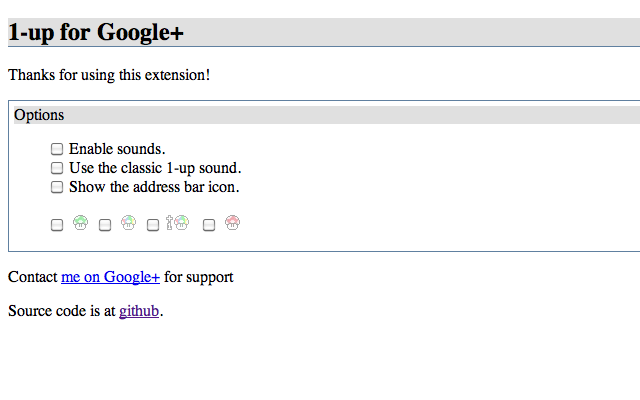 1-up for Google+
Thanks for using this extension!
Options
Enable sounds.
Use the classic 1-up sound.
Show the address bar icon.
Contact me on Google+ for support
Source code is at github.